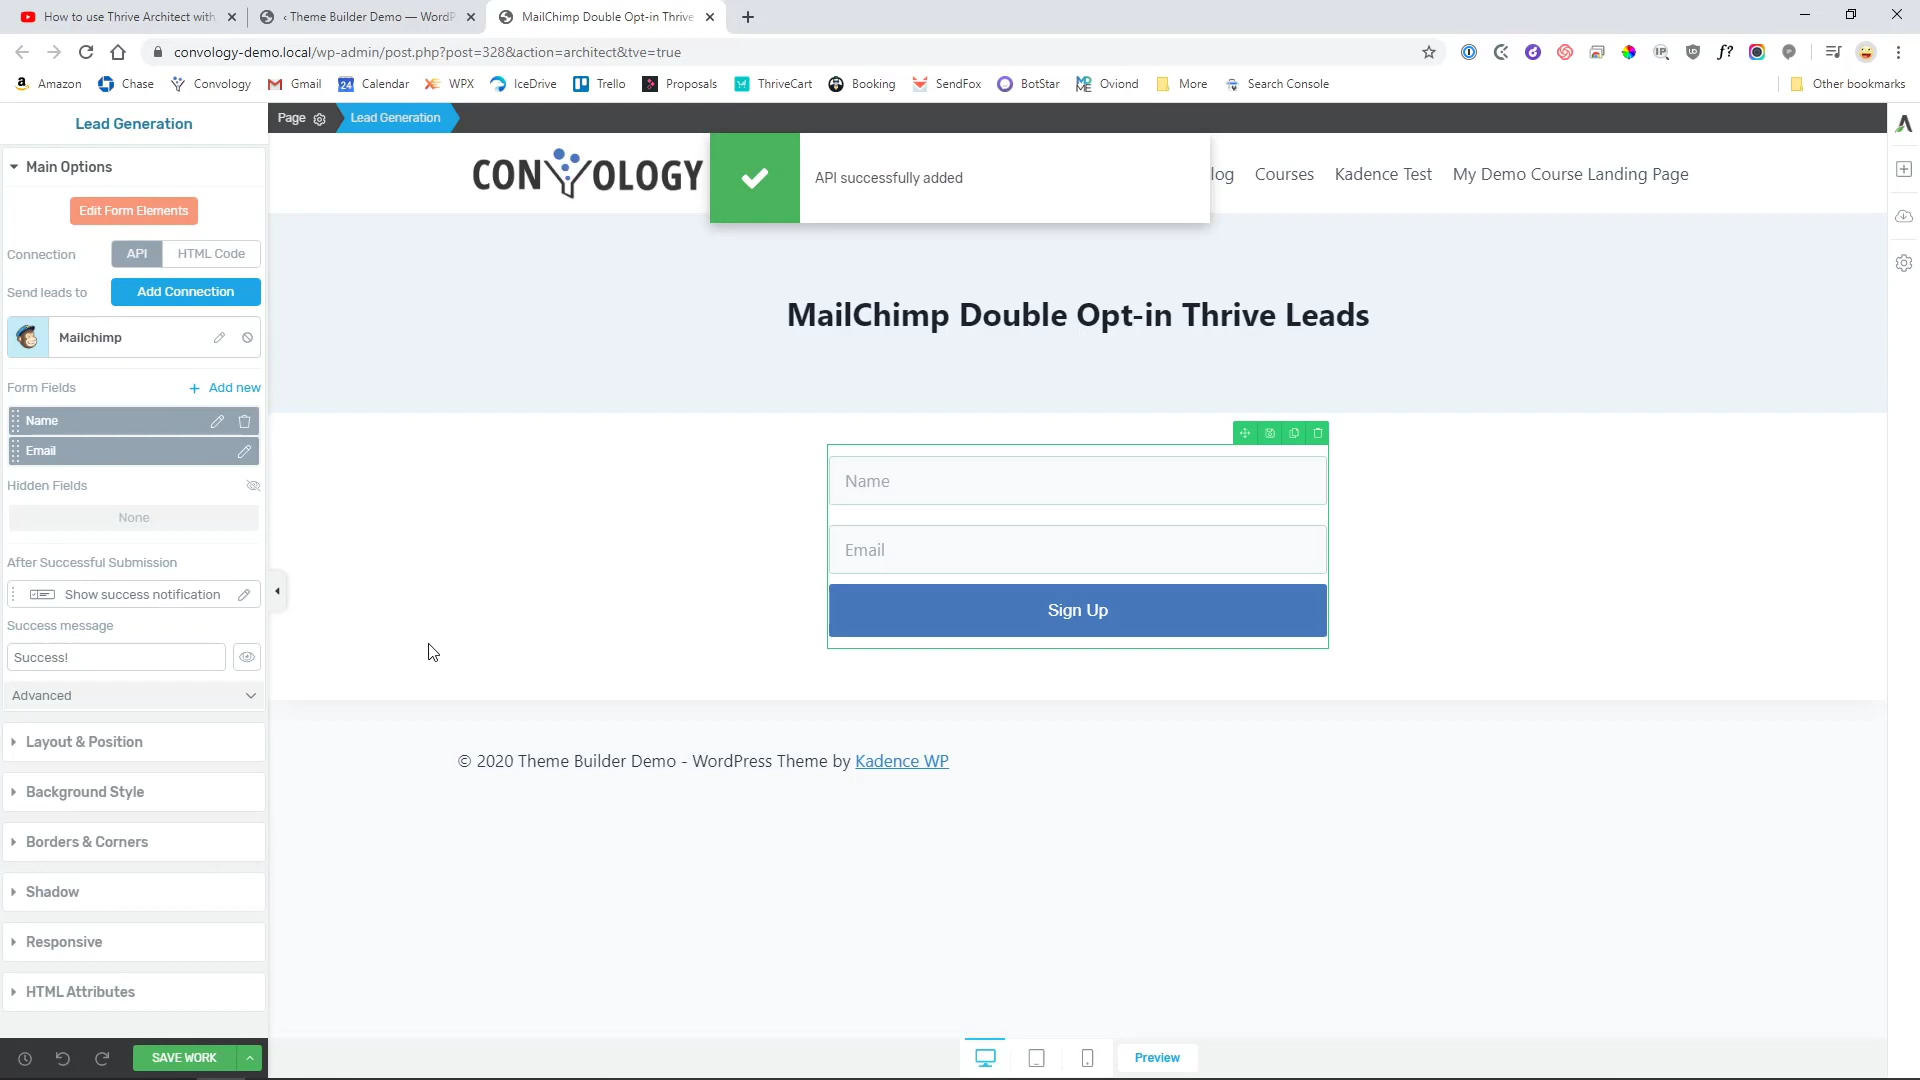 How to use Thrive Architect with
‹ Theme Builder Demo — WordP
MailChimp Double Opt-in Thrive
convology-demo.local/wp-admin/post.php?post=328&action=architect&tve=true
Amazon
Chase
Convology
Gmail
24 Calendar
WPX
IceDrive
Trello
Proposals
ThriveCart
Booking
SendFox
BotStar
Oviond
More
Search Console
Other bookmarks
Lead Generation
Page
Lead Generation
Main Options
Edit Form Elements
Connection
API
HTML Code
Send leads to
Add Connection
Mailchimp
Form Fields
+ Add new
Name
Email
Hidden Fields
None
After Successful Submission
Show success notification
Success message
Success!
Advanced
Layout & Position
Background Style
Borders & Corners
Shadow
Responsive
HTML Attributes
SAVE WORK
CONVOLOGY
API successfully added
log
Courses
Kadence Test
My Demo Course Landing Page
MailChimp Double Opt-in Thrive Leads
Name
Email
Sign Up
© 2020 Theme Builder Demo - WordPress Theme by Kadence WP
Preview